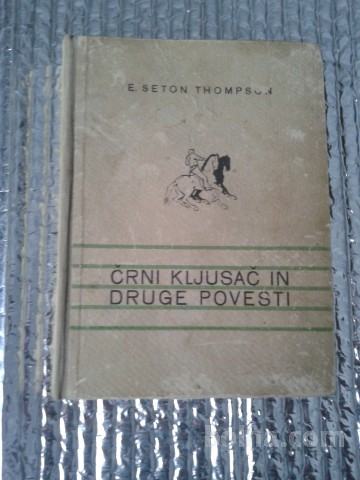 E. SETON THOMPSON
ČRNI KLJUSAČ IN
DRUGE POVESTI